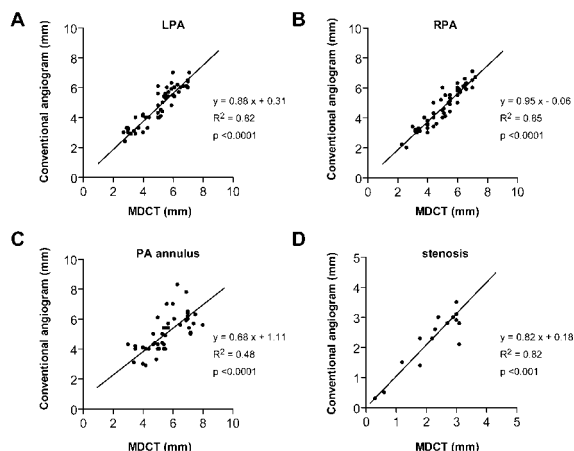 A
LPA
Conventional angiogram (mm)
10
8
6
4
2
0
y = 0.88 x + 0.31
R2 = 0.62
p <0.0001
0 2 4 6 8 10
MDCT (mm)
B
RPA
Conventional angiogram (mm)
10
8
6
4
2
0
y = 0.95 x - 0.06
R2 = 0.85
p <0.0001
0 2 4 6 8 10
MDCT (mm)
C
PA annulus
Conventional angiogram (mm)
10
8
6
4
2
0
y = 0.68 x + 1.11
R2 = 0.48
p <0.0001
0 2 4 6 8 10
MDCT (mm)
D
stenosis
Conventional angiogram (mm)
5
4
3
2
1
0
y = 0.82 x + 0.18
R2 = 0.82
p <0.001
0 1 2 3 4 5
MDCT (mm)